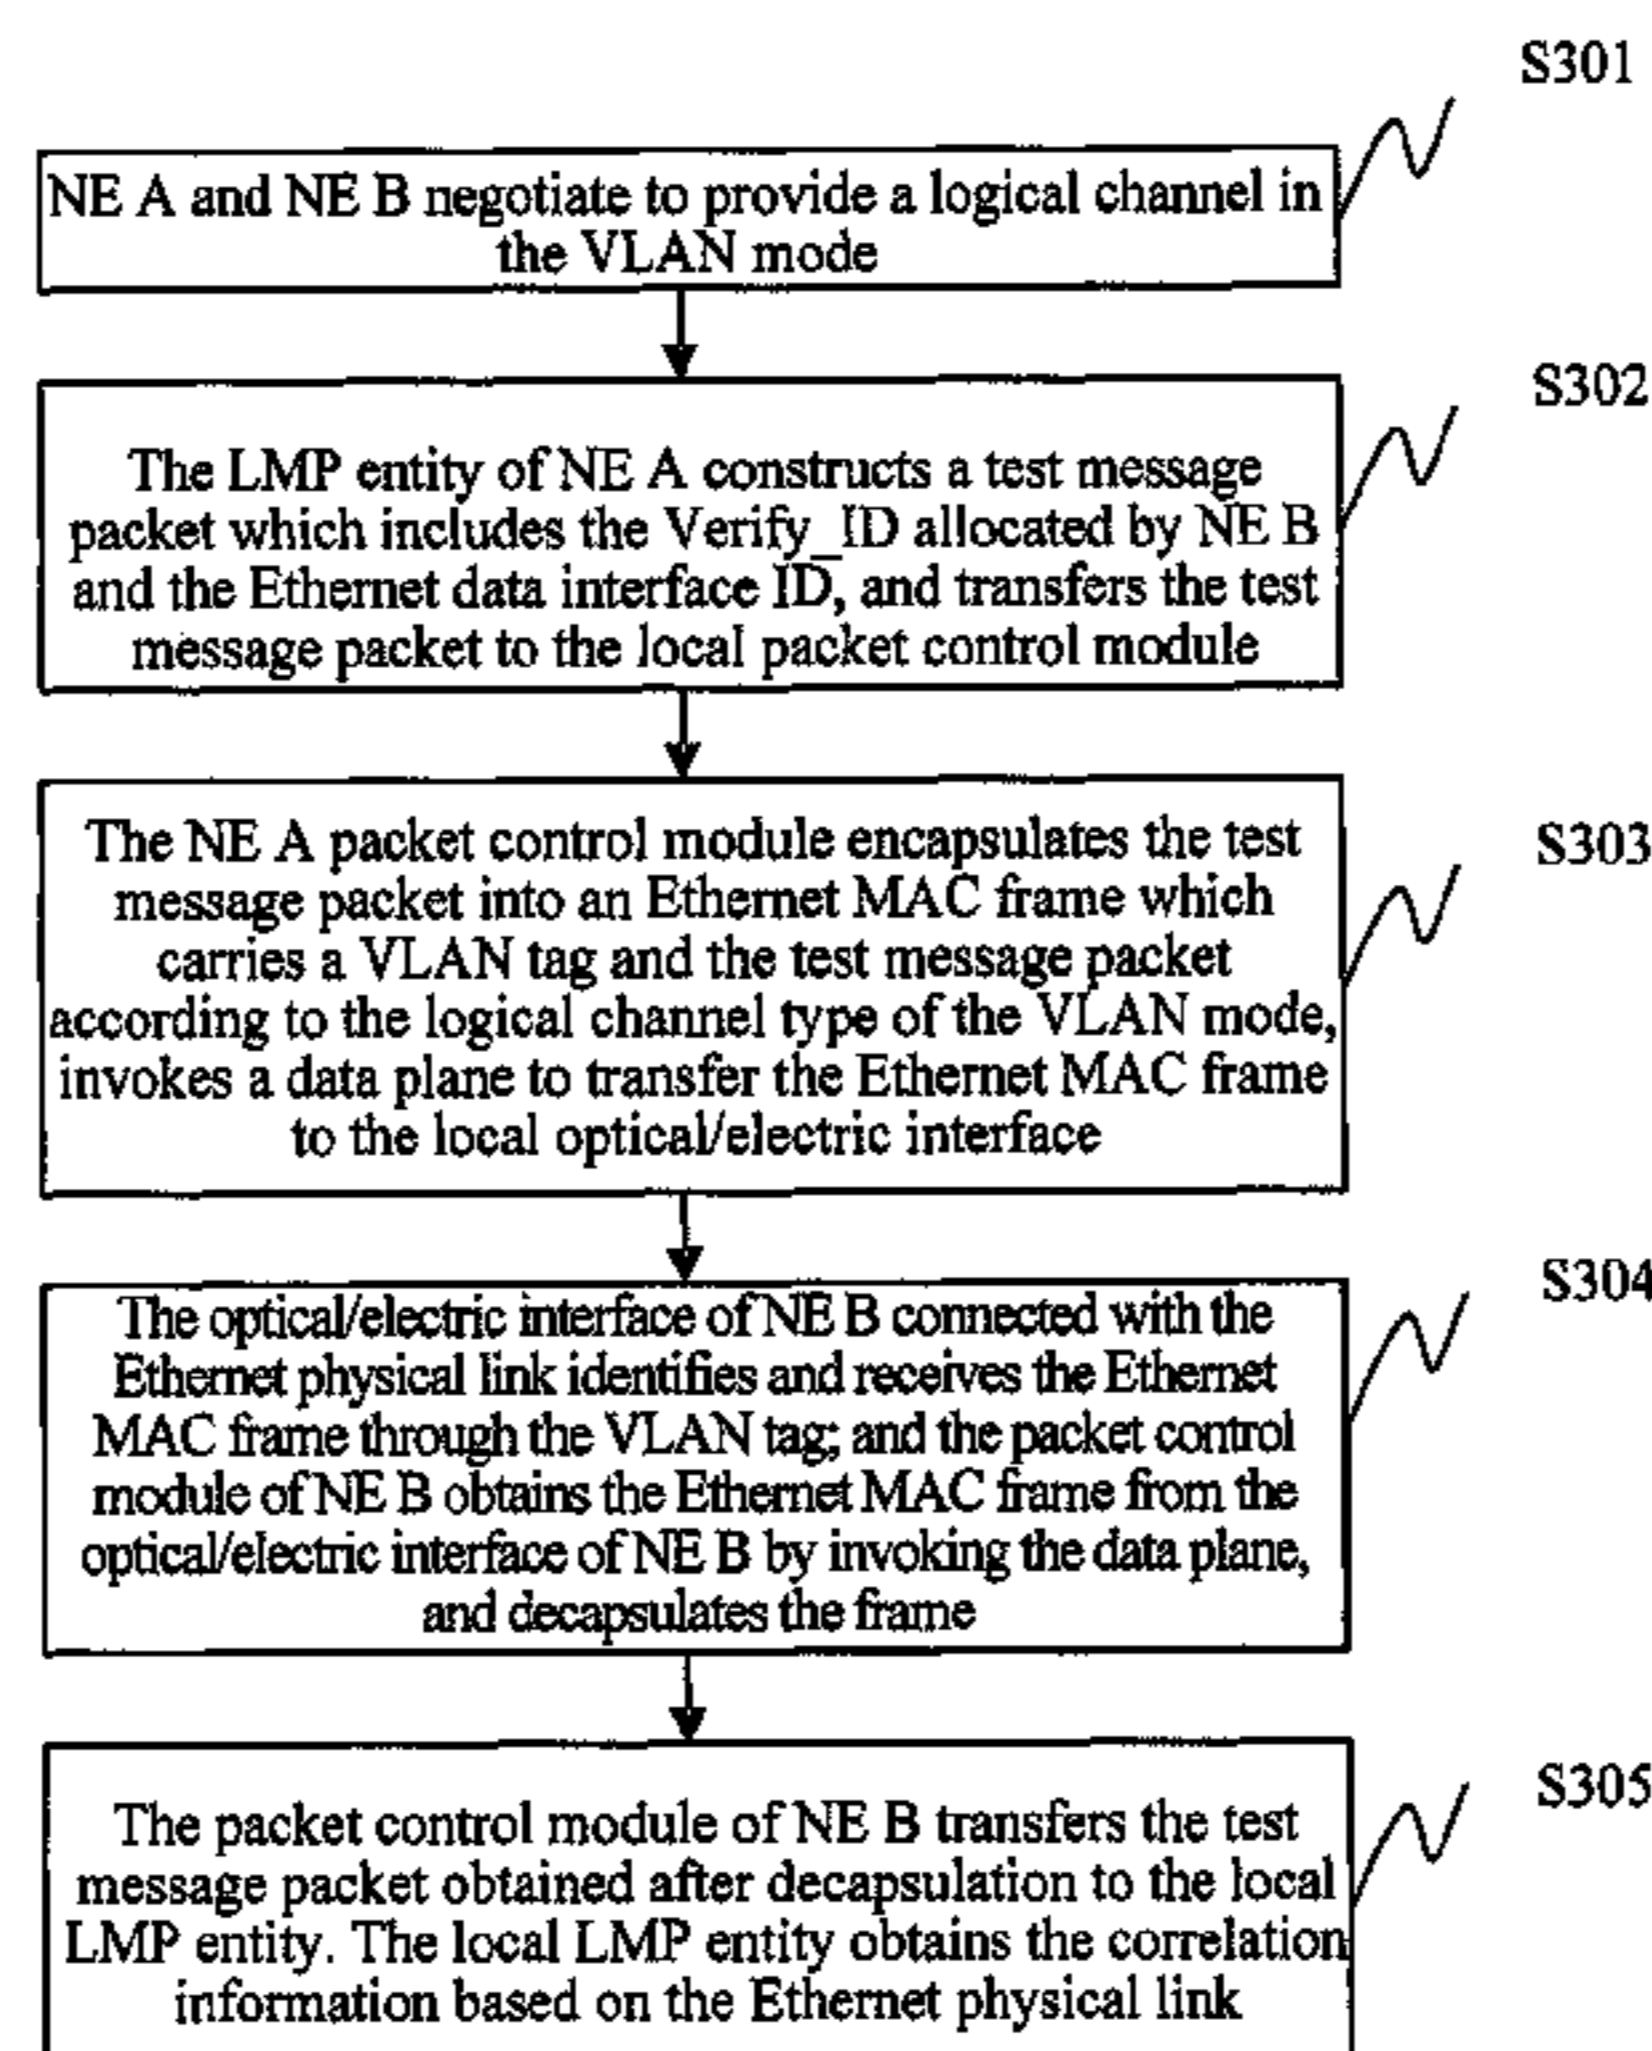 S301
NE A and NE B negotiate to provide a logical channel in
the VLAN mode
S302
The LMP entity of NE A constructs a test message
packet which includes the Verify_ID allocated by NE B
and the Ethernet data interface ID, and transfers the test
message packet to the local packet control module
S303
The NE A packet control module encapsulates the test
message packet into an Ethernet MAC frame which
carries a VLAN tag and the test message packet
according to the logical channel type of the VLAN mode,
invokes a data plane to transfer the Ethernet MAC frame
to the local optical/electric interface
S304
The optical/electric interface of NE B connected with the
Ethernet physical link identifies and receives the Ethernet
MAC frame through the VLAN tag; and the packet control
module of NE B obtains the Ethernet MAC frame from the
optical/electric interface of NE B by invoking the data plane,
and decapsulates the frame
S305
The packet control module of NE B transfers the test
message packet obtained after decapsulation to the local
LMP entity. The local LMP entity obtains the correlation
information based on the Ethernet physical link